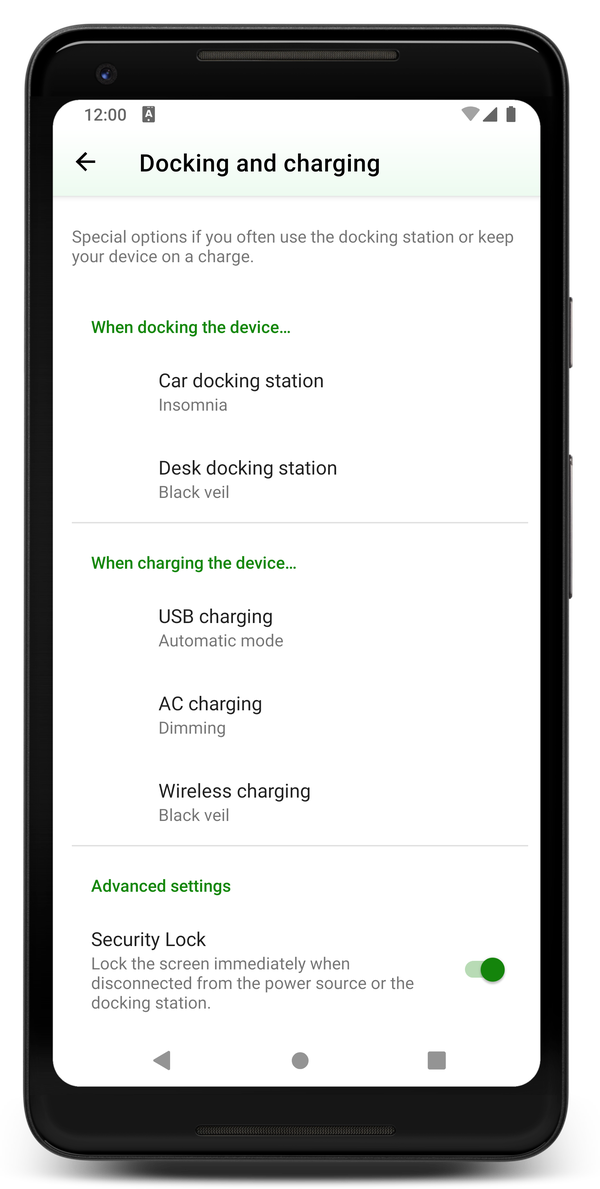 12:00 A
Docking and charging
Special options if you often use the docking station or keep
your device on a charge.
When docking the device…
Car docking station
Insomnia
Desk docking station
Black veil
When charging the device…
USB charging
Automatic mode
AC charging
Dimming
Wireless charging
Black veil
Advanced settings
Security Lock
Lock the screen immediately when
disconnected from the power source or the
docking station.